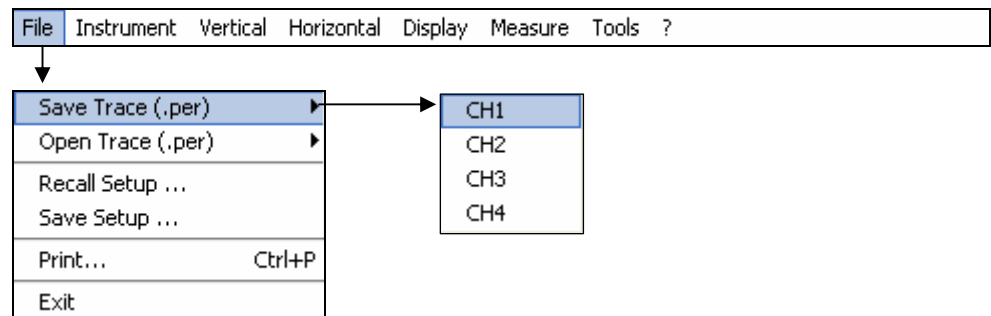 File Instrument Vertical Horizontal Display Measure Tools ?
Save Trace (.per)
Open Trace (.per)
Recall Setup ...
Save Setup ...
Print... Ctrl+P
Exit
CH1
CH2
CH3
CH4